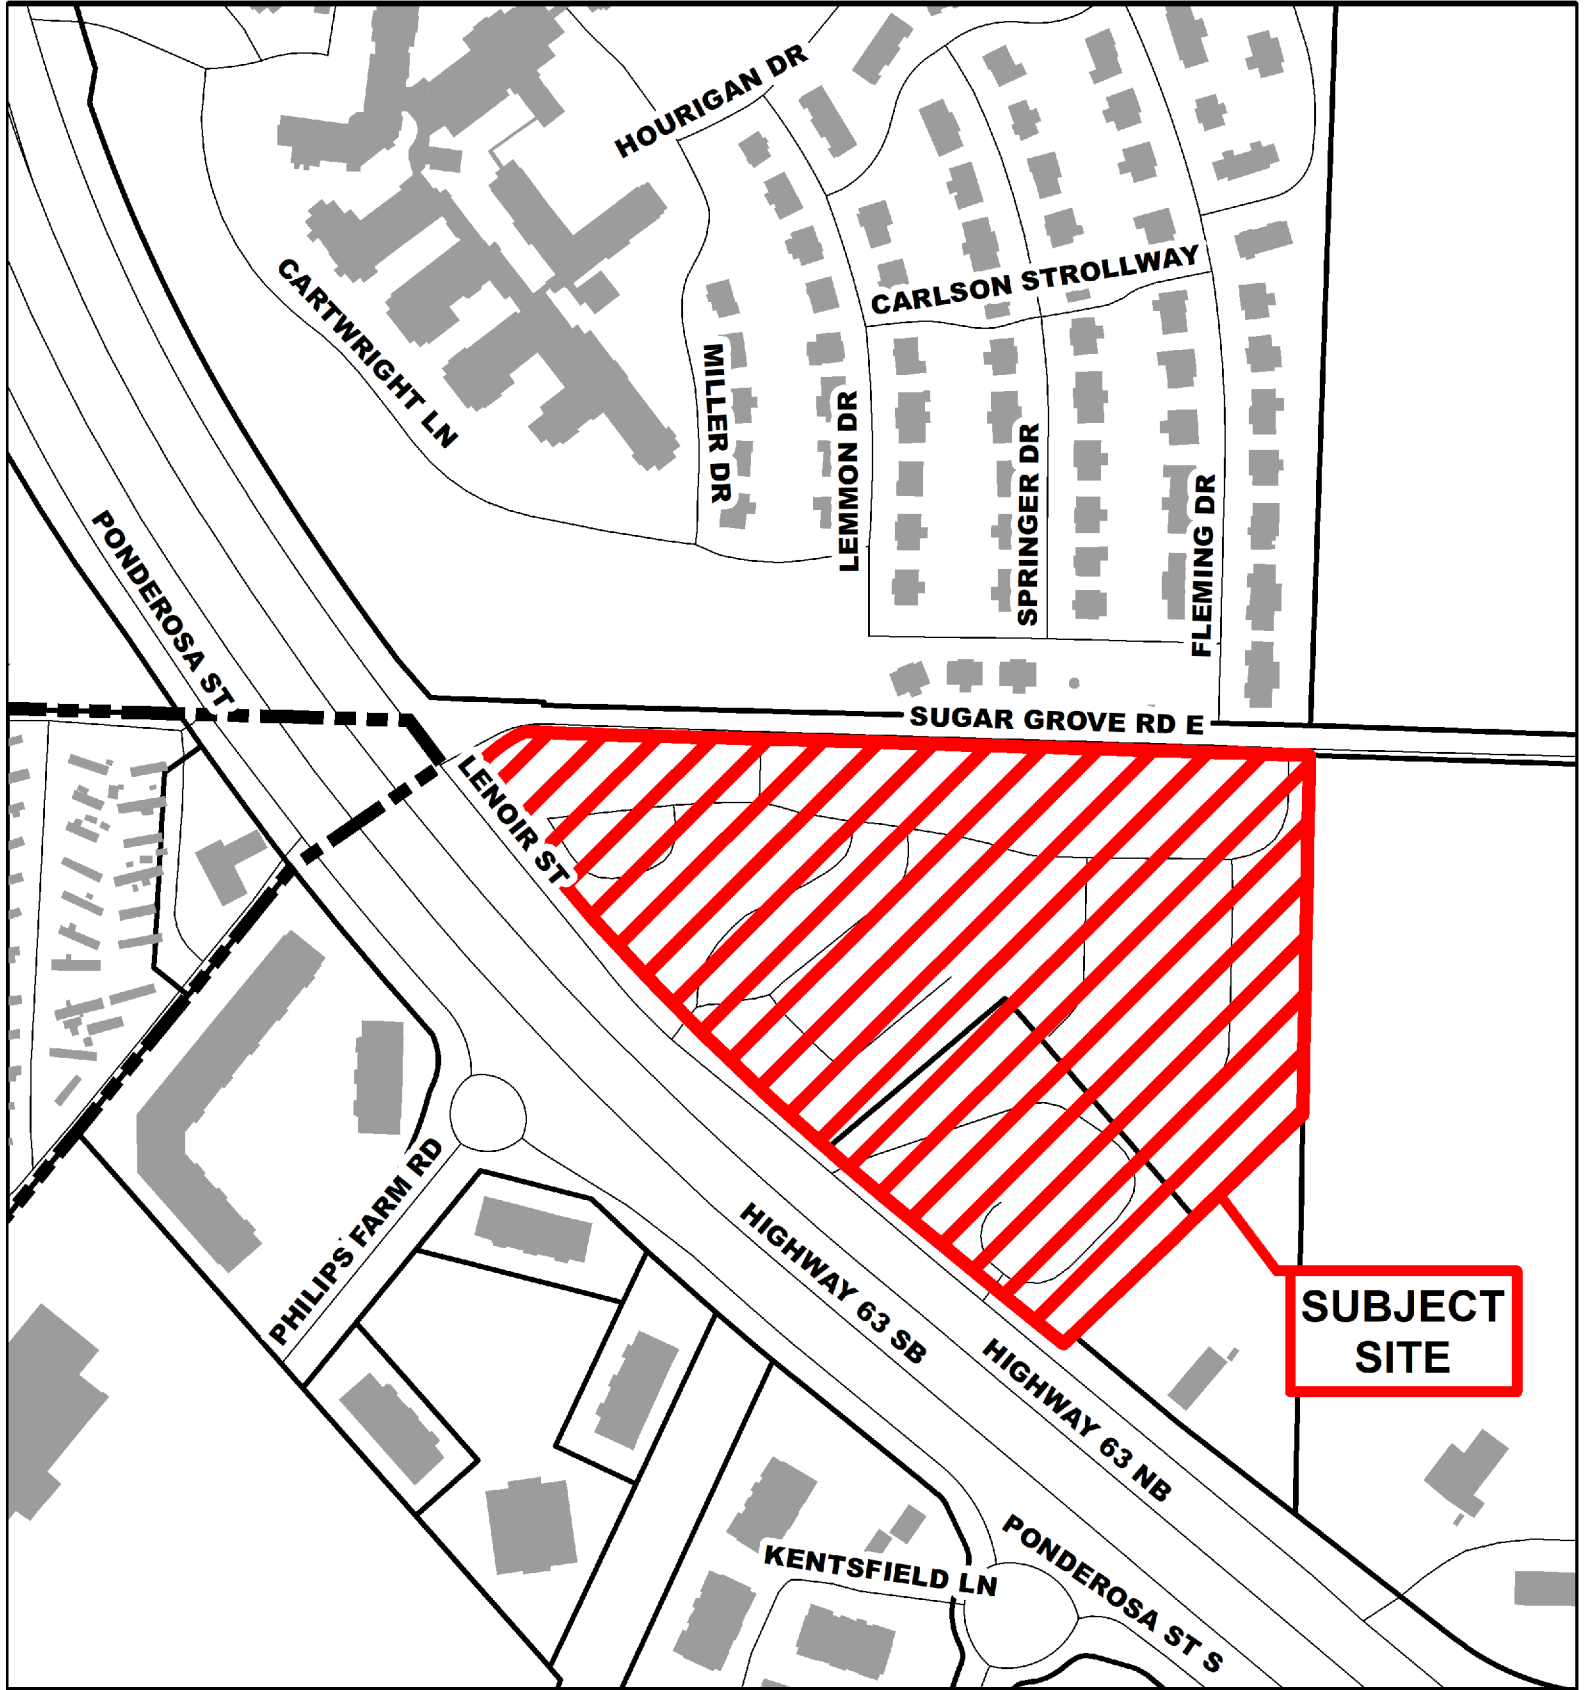 HOURIGAN DR
CARTWRIGHT LN
CARLSON STROLLWAY
MILLER DR
LEMMON DR
SPRINGER DR
FLEMING DR
PONDEROSA ST
SUGAR GROVE RD E
LENOIR ST
PHILIPS FARM RD
HIGHWAY 63 SB
HIGHWAY 63 NB
SUBJECT
SITE
KENTSFIELD LN
PONDEROSA ST S